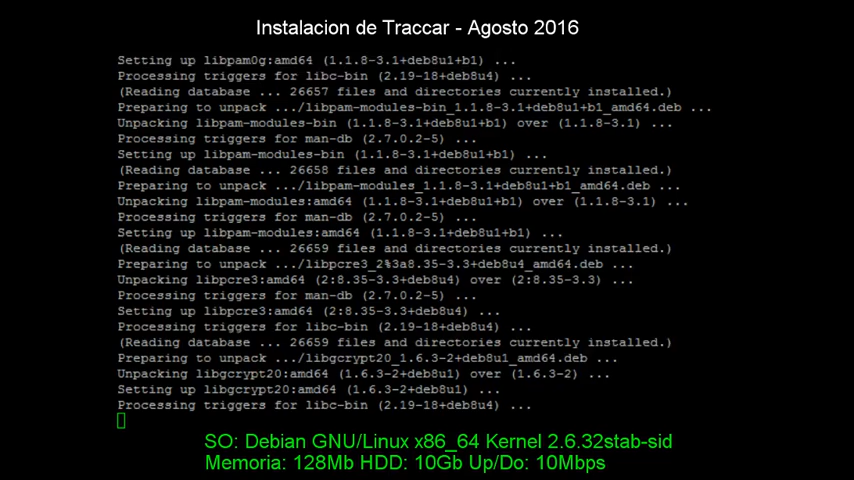 Instalacion de Traccar - Agosto 2016
Setting up libpam0g:amd64 (1.1.8-3.1+deb8u1+b1) ...
Processing triggers for libc-bin (2.19-18+deb8u4) ...
(Reading database ... 26657 files and directories currently installed.)
Preparing to unpack .../libpam-modules-bin_1.1.8-3.1+deb8u1+b1_amd64.deb ...
Unpacking libpam-modules-bin (1.1.8-3.1+deb8u1+b1) over (1.1.8-3.1) ...
Processing triggers for man-db (2.7.0.2-5) ...
Setting up libpam-modules-bin (1.1.8-3.1+deb8u1+b1) ...
(Reading database ... 26658 files and directories currently installed.)
Preparing to unpack .../libpam-modules_1.1.8-3.1+deb8u1+b1_amd64.deb ...
Unpacking libpam-modules:amd64 (1.1.8-3.1+deb8u1+b1) over (1.1.8-3.1) ...
Processing triggers for man-db (2.7.0.2-5) ...
Setting up libpam-modules:amd64 (1.1.8-3.1+deb8u1+b1) ...
(Reading database ... 26659 files and directories currently installed.)
Preparing to unpack .../libpcre3_2%3a8.35-3.3+deb8u4_amd64.deb ...
Unpacking libpcre3:amd64 (2:8.35-3.3+deb8u4) over (2:8.35-3.3) ...
Processing triggers for man-db (2.7.0.2-5) ...
Setting up libpcre3:amd64 (2:8.35-3.3+deb8u4) ...
Processing triggers for libc-bin (2.19-18+deb8u4) ...
(Reading database ... 26659 files and directories currently installed.)
Preparing to unpack .../libgcrypt20_1.6.3-2+deb8u1_amd64.deb ...
Unpacking libgcrypt20:amd64 (1.6.3-2+deb8u1) over (1.6.3-2) ...
Setting up libgcrypt20:amd64 (1.6.3-2+deb8u1) ...
Processing triggers for libc-bin (2.19-18+deb8u4) ...
SO: Debian GNU/Linux x86_64 Kernel 2.6.32stab-sid
Memoria: 128Mb HDD: 10Gb Up/Do: 10Mbps